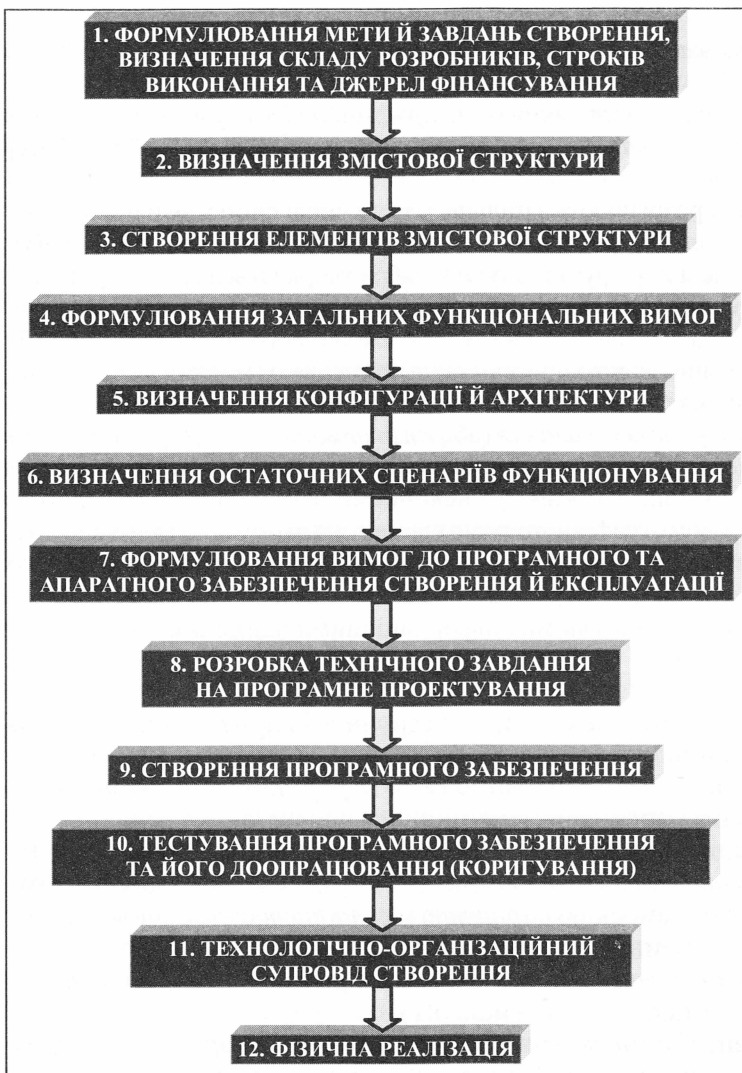 1. ФОРМУЛЮВАННЯ МЕТИ Й ЗАВДАНЬ СТВОРЕННЯ,
ВИЗНАЧЕННЯ СКЛАДУ РОЗРОБНИКІВ, СТРОКІВ
ВИКОНАННЯ ТА ДЖЕРЕЛ ФІНАНСУВАННЯ
2. ВИЗНАЧЕННЯ ЗМІСТОВОЇ СТРУКТУРИ
3. СТВОРЕННЯ ЕЛЕМЕНТІВ ЗМІСТОВОЇ СТРУКТУРИ
4. ФОРМУЛЮВАННЯ ЗАГАЛЬНИХ ФУНКЦІОНАЛЬНИХ ВИМОГ
5. ВИЗНАЧЕННЯ КОНФІГУРАЦІЇ Й АРХІТЕКТУРИ
6. ВИЗНАЧЕННЯ ОСТАТОЧНИХ СЦЕНАРІЇВ ФУНКЦІОНУВАННЯ
7. ФОРМУЛЮВАННЯ ВИМОГ ДО ПРОГРАМНОГО ТА
АПАРАТНОГО ЗАБЕЗПЕЧЕННЯ СТВОРЕННЯ Й ЕКСПЛУАТАЦІЇ
8. РОЗРОБКА ТЕХНІЧНОГО ЗАВДАННЯ
НА ПРОГРАМНЕ ПРОЕКТУВАННЯ
9. СТВОРЕННЯ ПРОГРАМНОГО ЗАБЕЗПЕЧЕННЯ
10. ТЕСТУВАННЯ ПРОГРАМНОГО ЗАБЕЗПЕЧЕННЯ
ТА ЙОГО ДООПРАЦЮВАННЯ (КОРИГУВАННЯ)
11. ТЕХНОЛОГІЧНО-ОРГАНІЗАЦІЙНИЙ
СУПРОВІД СТВОРЕННЯ
12. ФІЗИЧНА РЕАЛІЗАЦІЯ